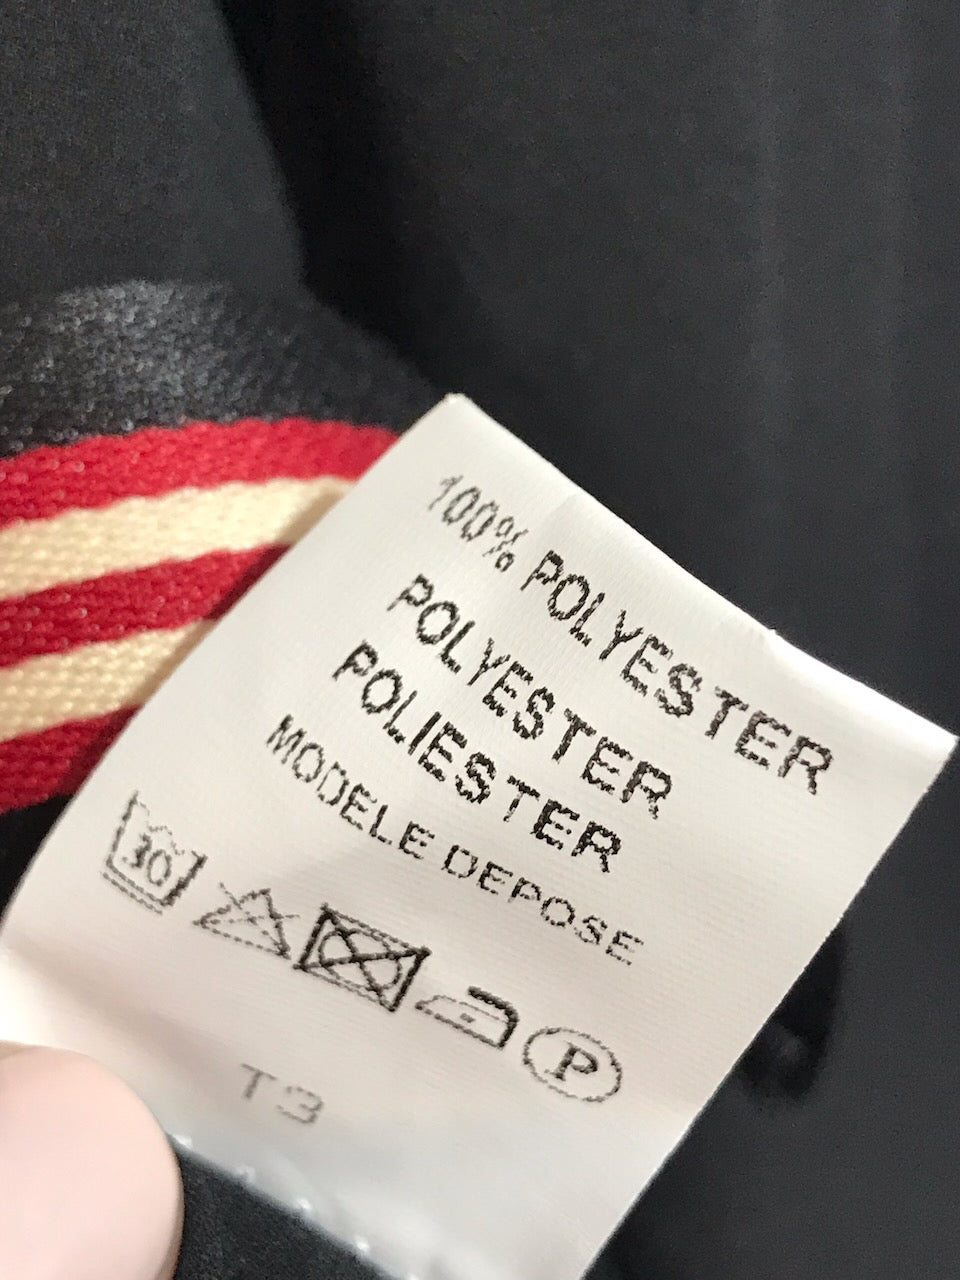 100% POLYESTER
POLYESTER
POLIESTER
MODELE DEPOSE
30 P
T3